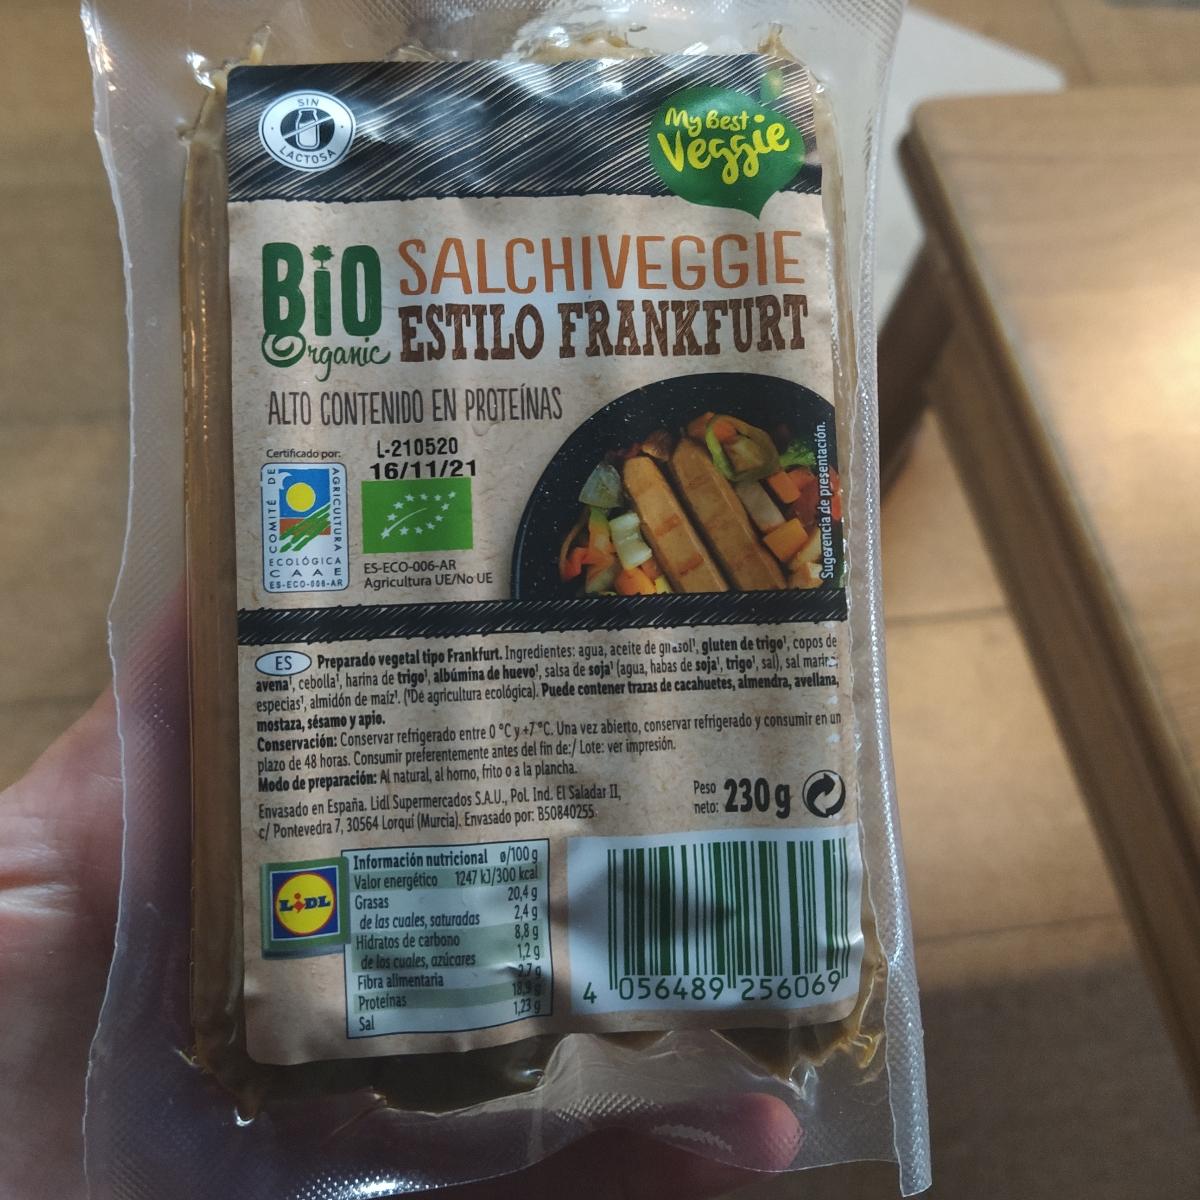 SIN
LACTOSA
My Best
Veggie
BiO
Organic
SALCHIVEGGIE
ESTILO FRANKFURT
ALTO CONTENIDO EN PROTEÍNAS
Certificado por:
L-210520
16/11/21
COMITÉ DE
AGRICULTURA
ECOLÓGICA
C A A E
ES-ECO-006-AR
ES-ECO-006-AR
Agricultura UE/No UE
Sugerencia de presentación.
ES Preparado vegetal tipo Frankfurt. Ingredientes: agua, aceite de girasol¹, gluten de trigo¹, copos de
avena¹, cebolla¹, harina de trigo¹, albúmina de huevo¹, salsa de soja¹ (agua, habas de soja¹, trigo¹, sal), sal marina,
especias¹, almidón de maíz¹. (¹De agricultura ecológica). Puede contener trazas de cacahuetes, almendra, avellana,
mostaza, sésamo y apio.
Conservación: Conservar refrigerado entre 0 °C y +7 °C. Una vez abierto, conservar refrigerado y consumir en un
plazo de 48 horas. Consumir preferentemente antes del fin de:/ Lote: ver impresión.
Modo de preparación: Al natural, al horno, frito o a la plancha.
Envasado en España. Lidl Supermercados S.A.U., Pol. Ind. El Saladar II,
c/ Pontevedra 7, 30564 Lorquí (Murcia). Envasado por: B50840255
Peso
neto: 230 g
LIDL
Información nutricional ø/100 g
Valor energético 1247 kJ/300 kcal
Grasas 20,4 g
de las cuales, saturadas 2,4 g
Hidratos de carbono 8,8 g
de los cuales, azúcares 1,2 g
Fibra alimentaria 2,7 g
Proteínas 18,9 g
Sal 1,23 g
4 056489 256069